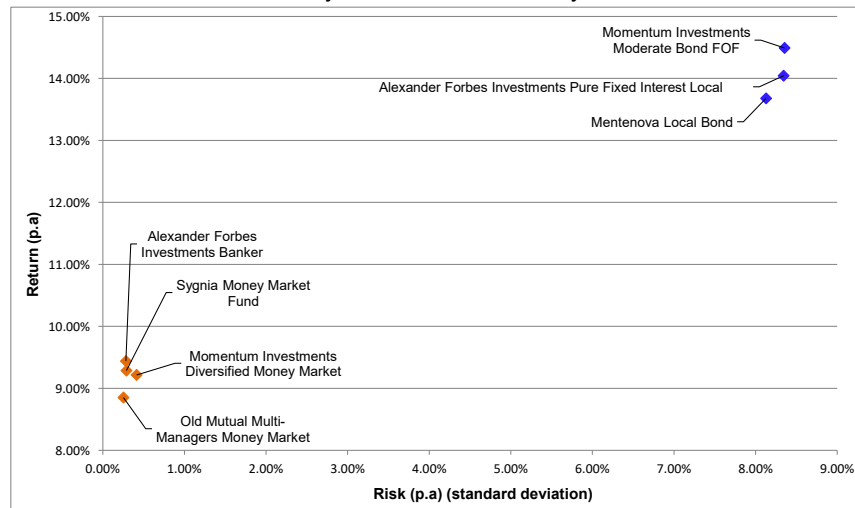 15.00%
14.00%
13.00%
12.00%
11.00%
10.00%
9.00%
8.00%
Return (p.a)
Momentum Investments
Moderate Bond FOF
Alexander Forbes Investments Pure Fixed Interest Local
Mentenova Local Bond
Alexander Forbes
Investments Banker
Sygnia Money Market
Fund
Momentum Investments
Diversified Money Market
Old Mutual Multi-
Managers Money Market
0.00% 1.00% 2.00% 3.00% 4.00% 5.00% 6.00% 7.00% 8.00% 9.00%
Risk (p.a) (standard deviation)